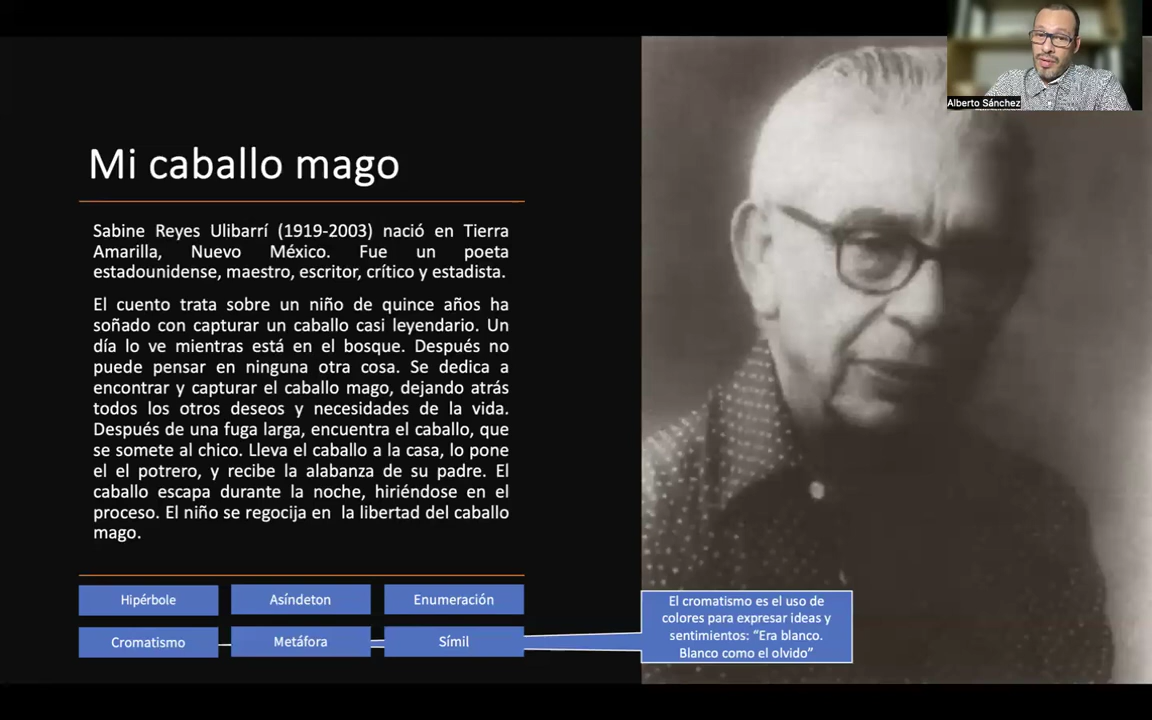 Alberto Sánchez
Mi caballo mago
Sabine Reyes Ulibarrí (1919-2003) nació en Tierra
Amarilla, Nuevo México. Fue un poeta
estadounidense, maestro, escritor, crítico y estadista.
El cuento trata sobre un niño de quince años ha
soñado con capturar un caballo casi leyendario. Un
día lo ve mientras está en el bosque. Después no
puede pensar en ninguna otra cosa. Se dedica a
encontrar y capturar el caballo mago, dejando atrás
todos los otros deseos y necesidades de la vida.
Después de una fuga larga, encuentra el caballo, que
se somete al chico. Lleva el caballo a la casa, lo pone
el el potrero, y recibe la alabanza de su padre. El
caballo escapa durante la noche, hiriéndose en el
proceso. El niño se regocija en la libertad del caballo
mago.
Hipérbole
Asíndeton
Enumeración
Cromatismo
Metáfora
Símil
El cromatismo es el uso de
colores para expresar ideas y
sentimientos: “Era blanco.
Blanco como el olvido”